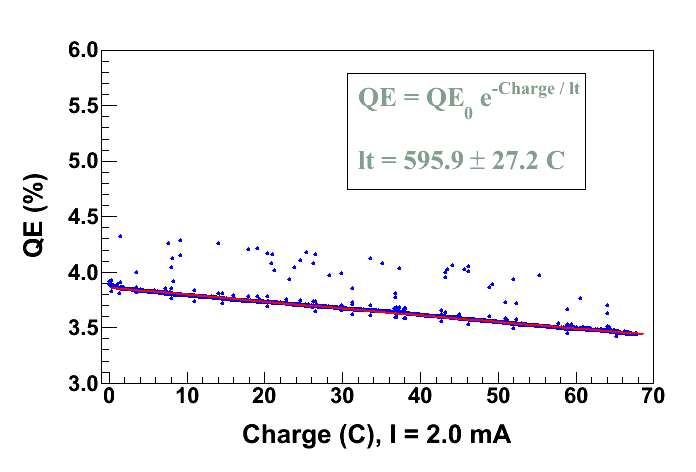 6.0
5.5
5.0
4.5
4.0
3.5
3.0
QE (%)
QE = QE0 e-Charge / lt
lt = 595.9 ± 27.2 C
0 10 20 30 40 50 60 70
Charge (C), I = 2.0 mA